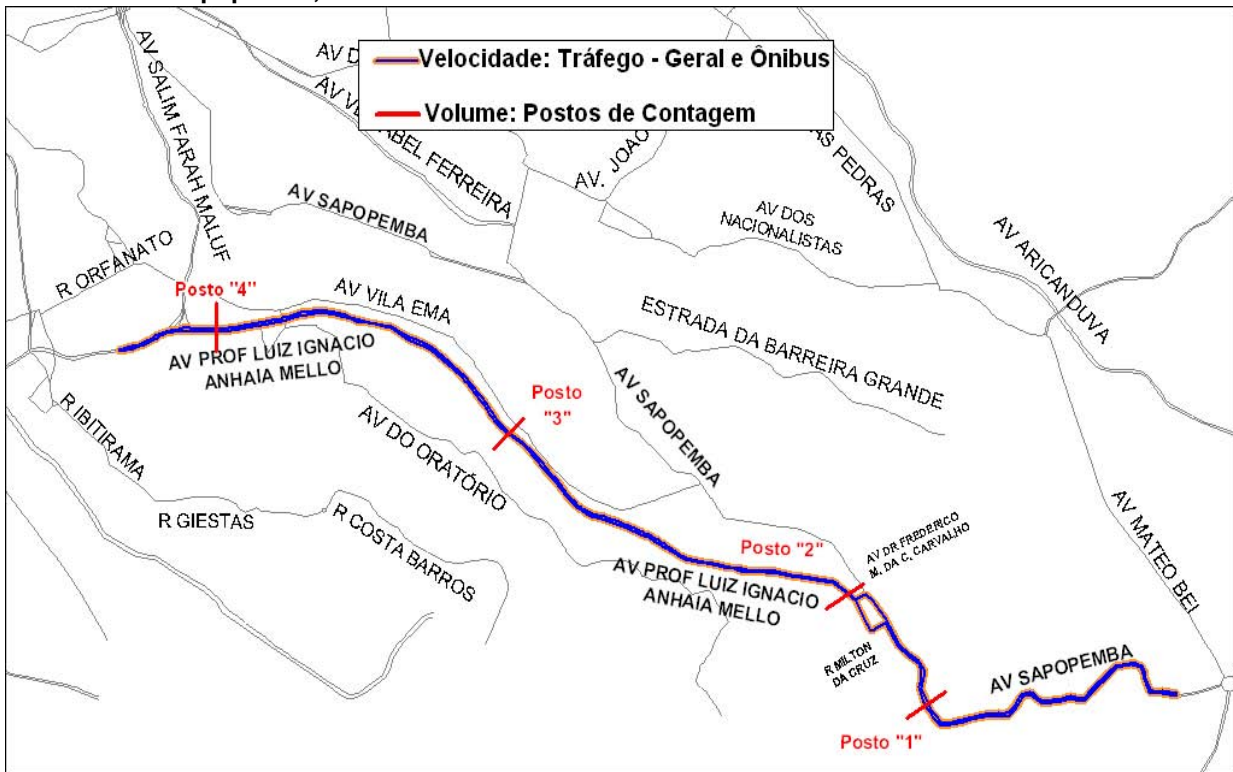 AV SALIM FARAH MALUF
AV D
Velocidade: Tráfego - Geral e Ônibus
Volume: Postos de Contagem
ABEL FERREIRA
AV. JOAO
AS PEDRAS
AV SAPOPEMBA
AV DOS
NACIONALISTAS
AV ARICANDUVA
R ORFANATO
Posto "4"
AV VILA EMA
ESTRADA DA BARREIRA GRANDE
AV PROF LUIZ IGNACIO
ANHAIA MELLO
Posto
"3"
AV SAPOPEMBA
R IBITIRAMA
AV DO ORATÓRIO
R GIESTAS
R COSTA BARROS
Posto "2"
AV DR FREDERICO
M. DA C. CARVALHO
AV MATEO BEI
AV PROF LUIZ IGNACIO
ANHAIA MELLO
R MILTON
DA CRUZ
AV SAPOPEMBA
Posto "1"